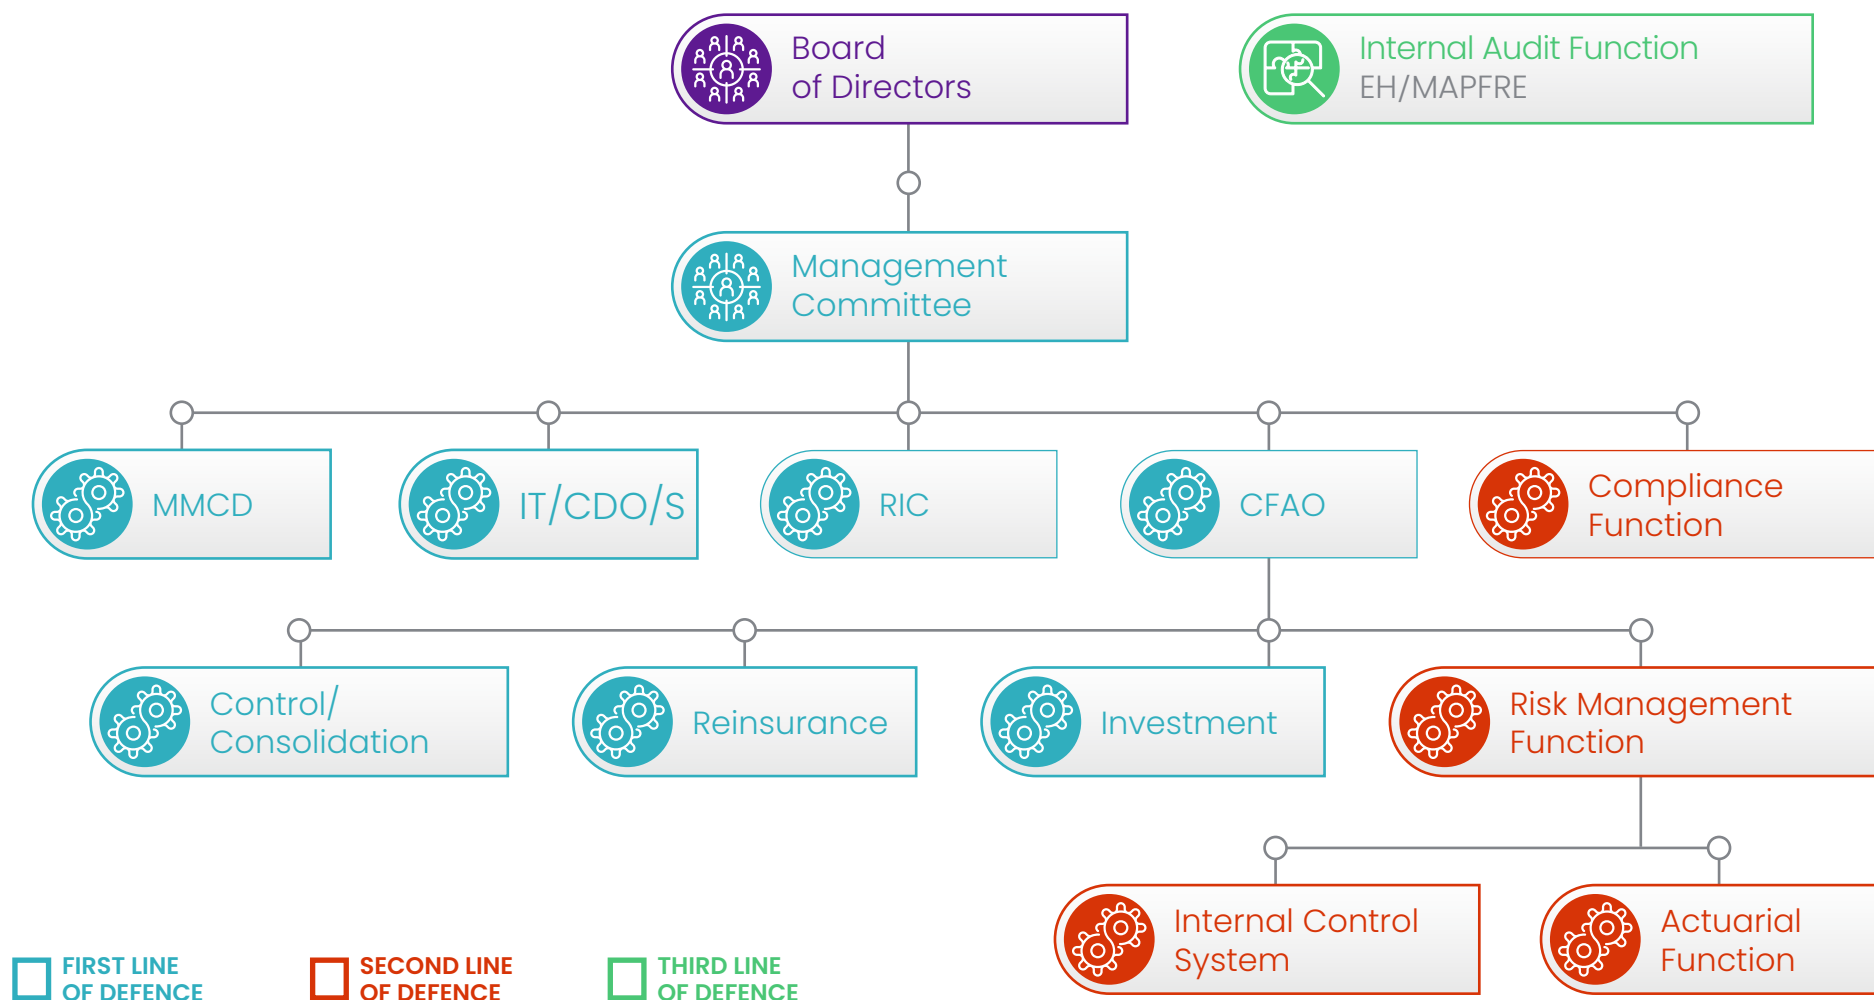 Board
of Directors
Internal Audit Function
EH/MAPFRE
Management
Committee
MMCD
IT/CDO/S
RIC
CFAO
Compliance
Function
Control/
Consolidation
Reinsurance
Investment
Risk Management
Function
Internal Control
System
Actuarial
Function
FIRST LINE
OF DEFENCE
SECOND LINE
OF DEFENCE
THIRD LINE
OF DEFENCE